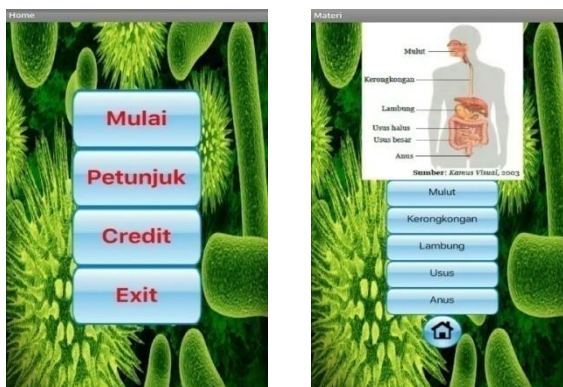 Home
Mulai
Petunjuk
Credit
Exit
Materi
Mulut
Kerongkongan
Lambung
Usus halus
Usus besar
Anus
Sumber: Kamus Visual, 2003
Mulut
Kerongkongan
Lambung
Usus
Anus